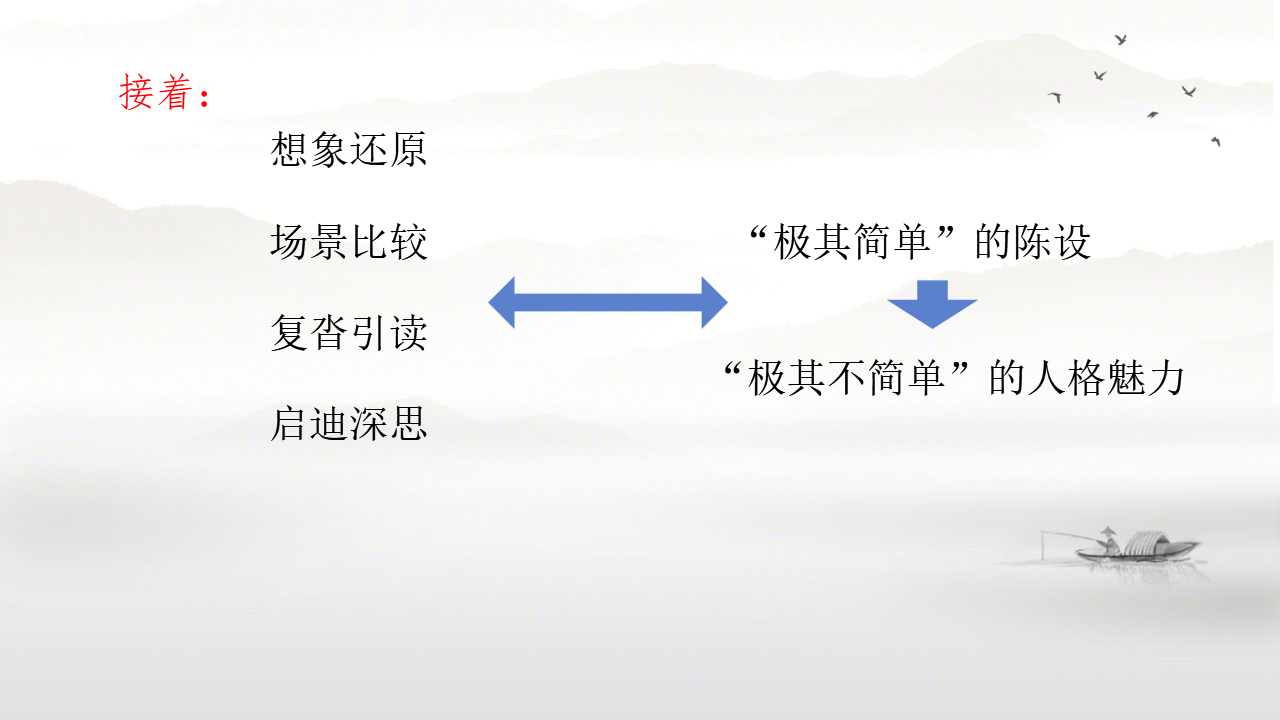 接着：
想象还原
场景比较
复沓引读
启迪深思
“极其简单”的陈设
“极其不简单”的人格魅力